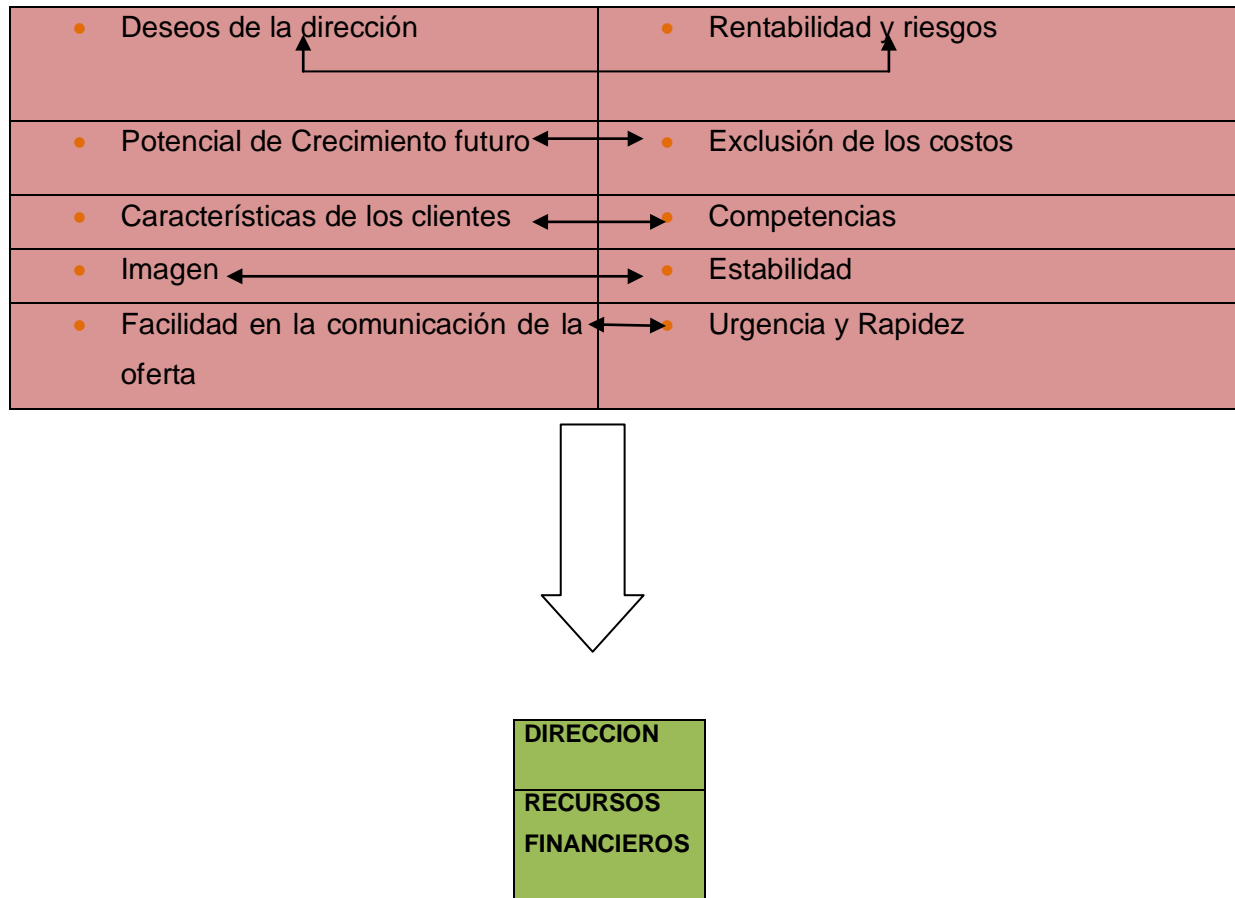 Deseos de la dirección
Rentabilidad y riesgos
Potencial de Crecimiento futuro
Exclusión de los costos
Características de los clientes
Competencias
Imagen
Estabilidad
Facilidad en la comunicación de la
oferta
Urgencia y Rapidez
DIRECCION
RECURSOS
FINANCIEROS